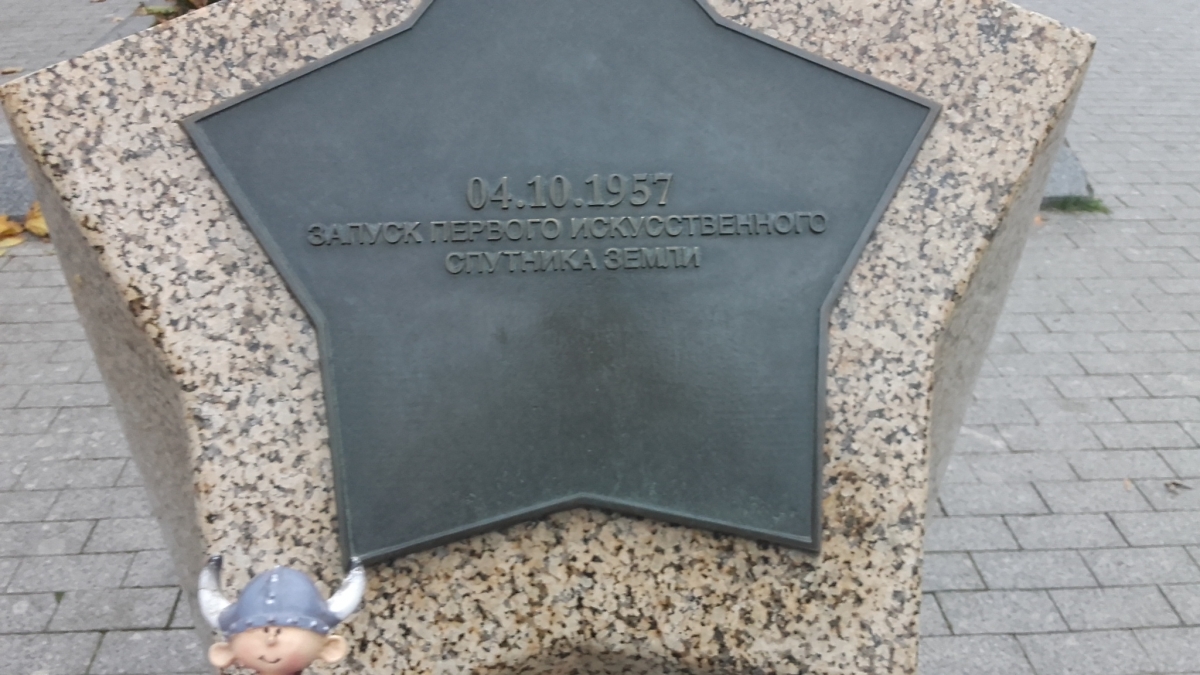 04.10.1957
ЗАПУСК ПЕРВОГО ИСКУССТВЕННОГО
СПУТНИКА ЗЕМЛИ